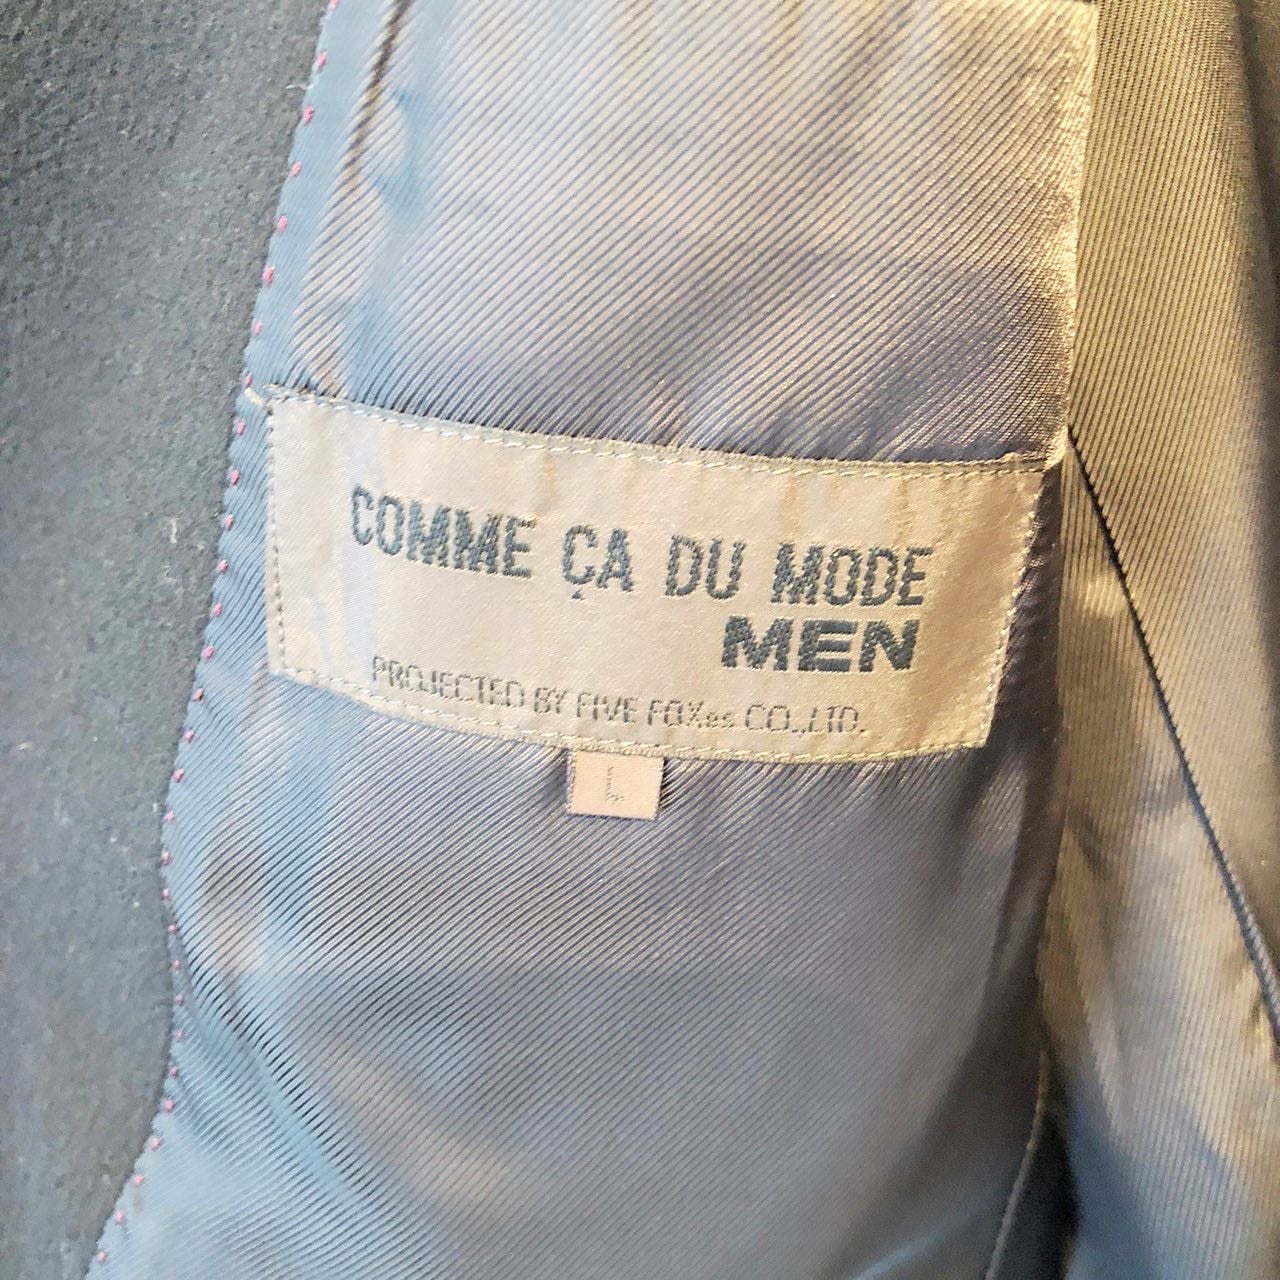 COMME ÇA DU MODE
MEN
PROJECTED BY FIVE FOXes CO.,LTD.
L